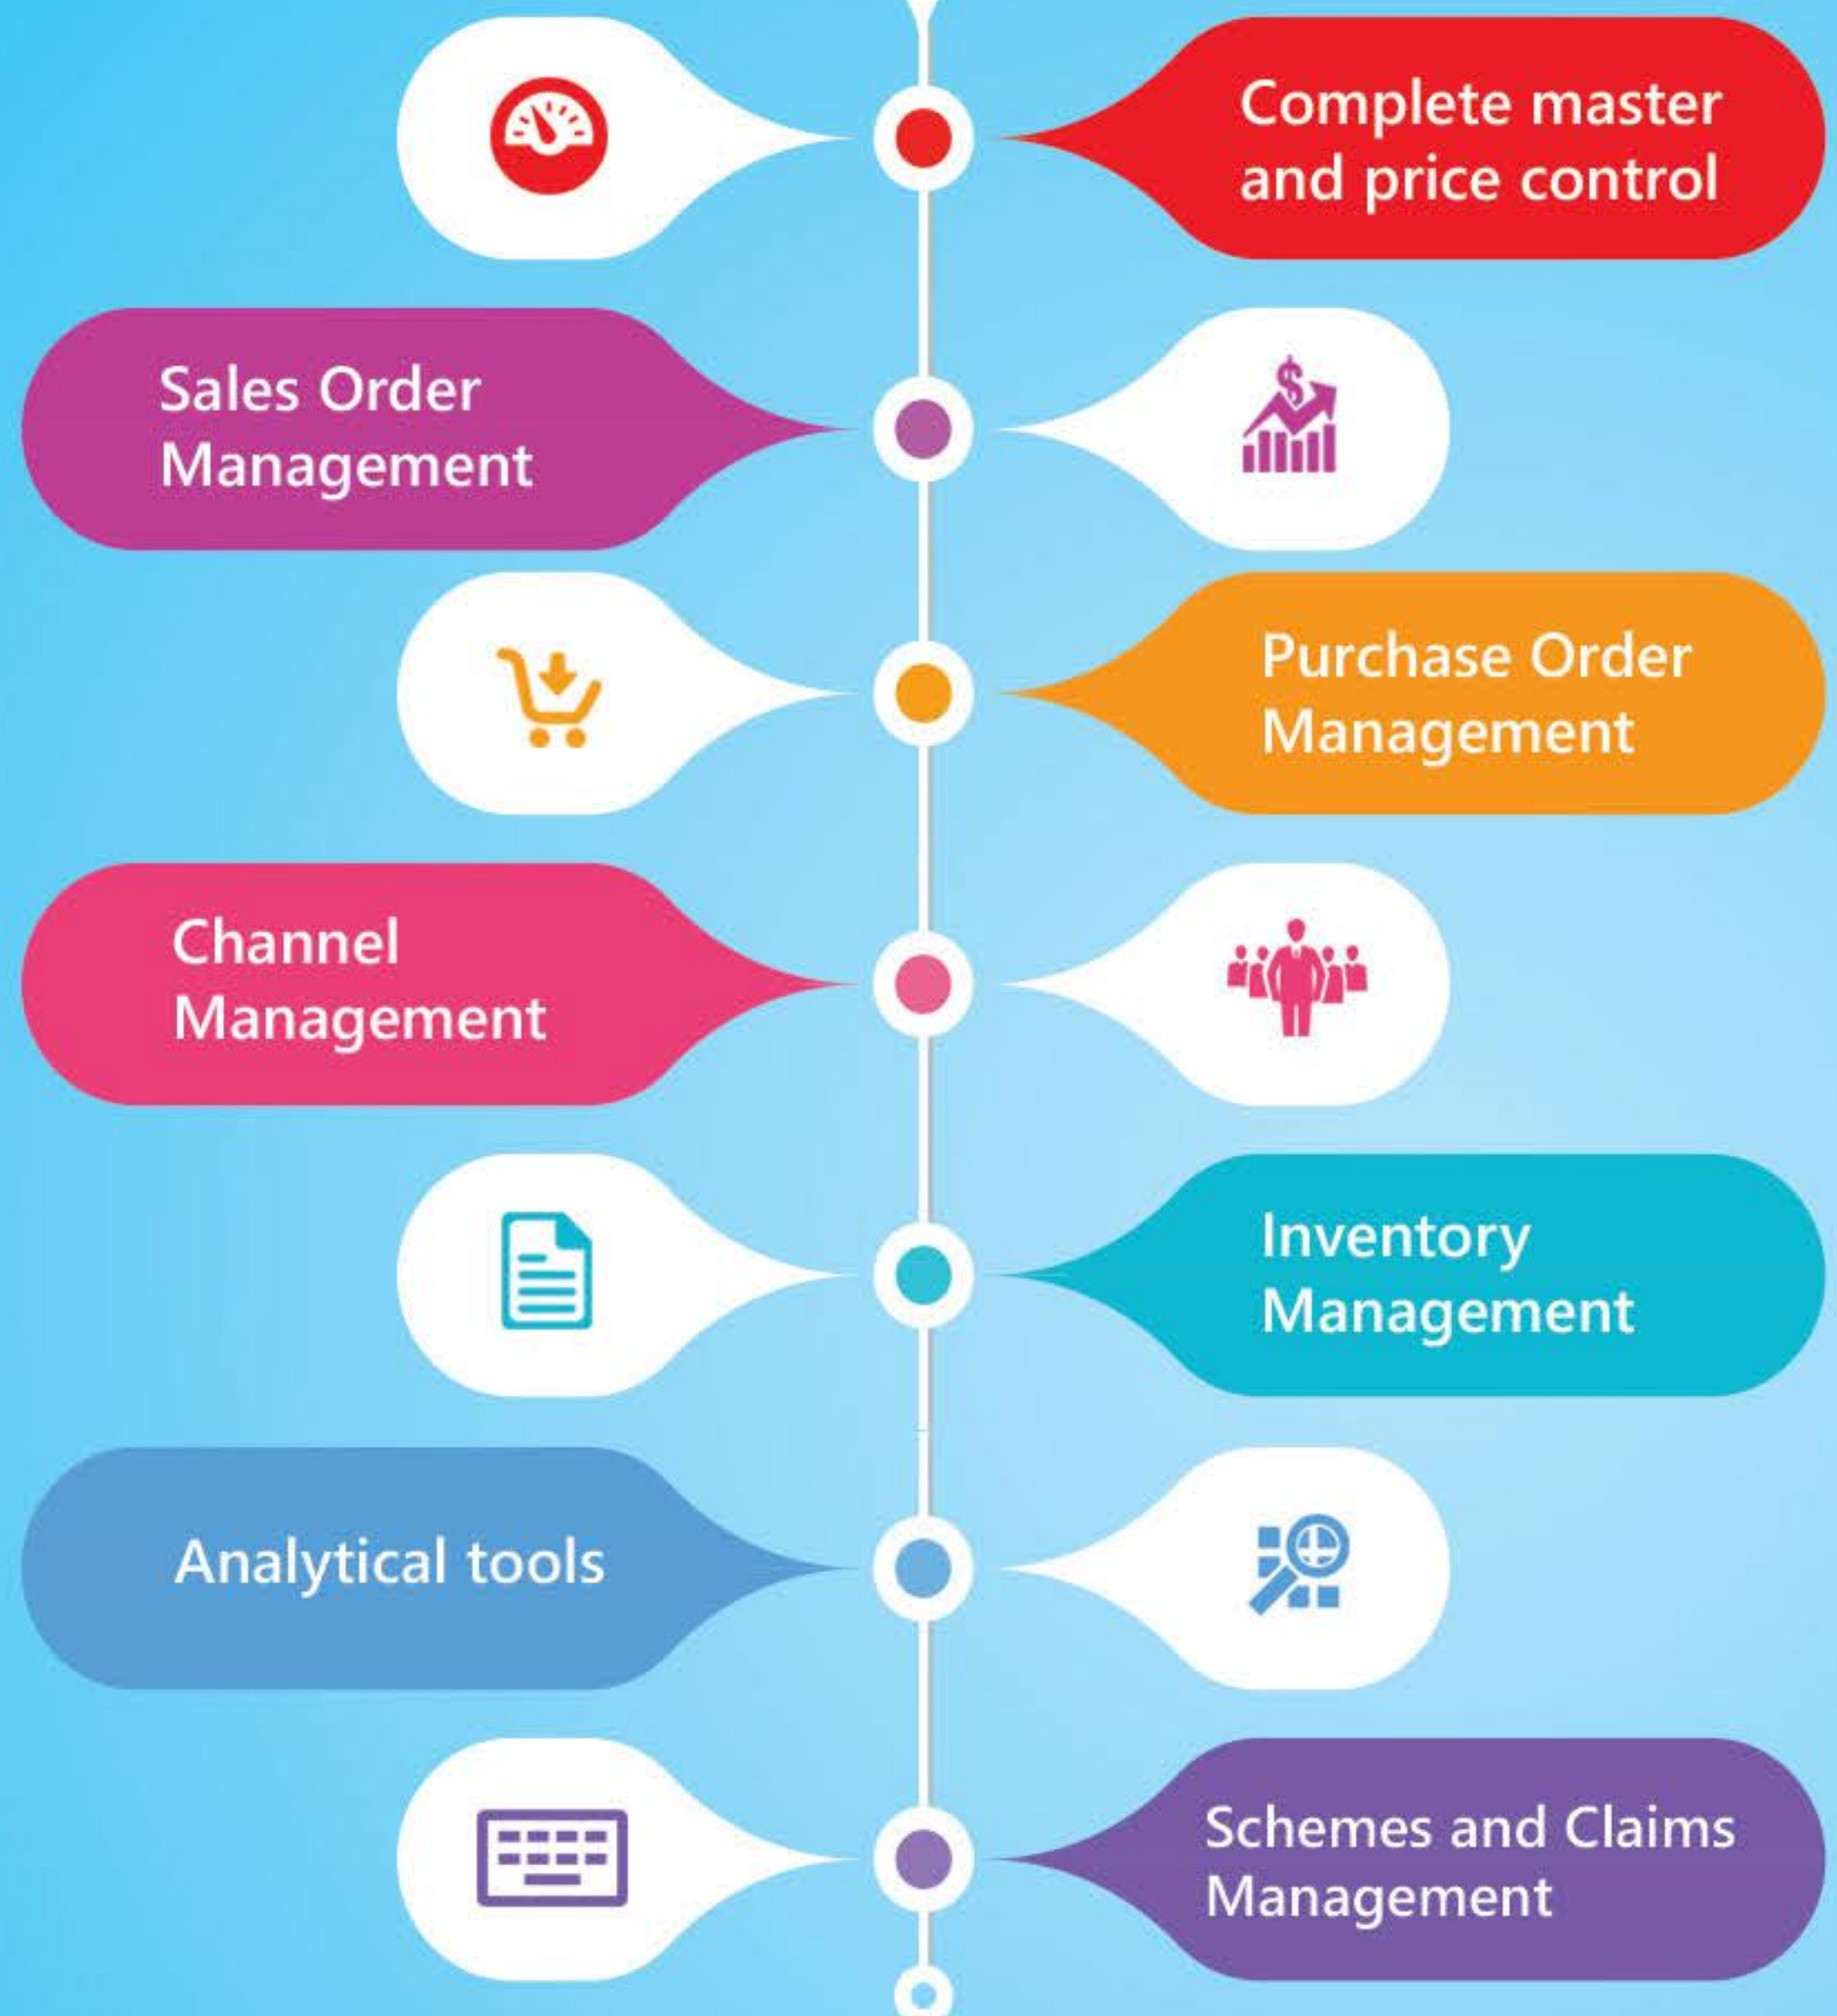 Complete master
and price control
Sales Order
Management
Purchase Order
Management
Channel
Management
Inventory
Management
Analytical tools
Schemes and Claims
Management